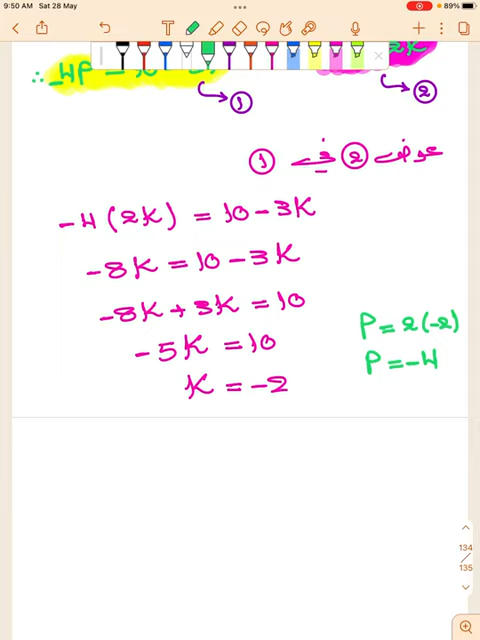 9:50 AM Sat 28 May
89%
T
2K
∴ -4P
① ②
عوض ② في ①
-4(2K) = 10 - 3K
-8K = 10 - 3K
-8K + 3K = 10
-5K = 10
K = -2
P = 2(-2)
P = -4
134
135